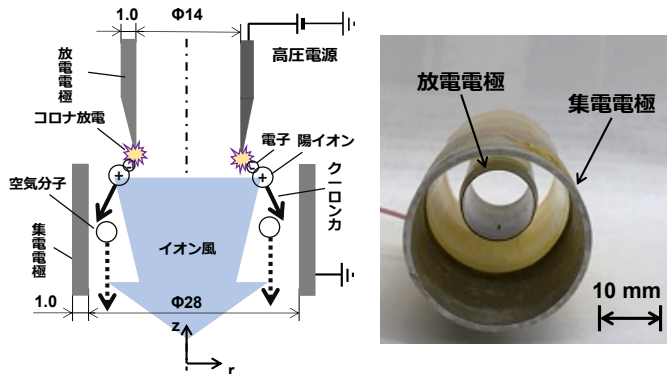 1.0
Φ14
高圧電源
放電電極
コロナ放電
電子
陽イオン
空気分子
クーロン力
集電電極
イオン風
1.0
Φ28
z
r
放電電極
集電電極
10 mm